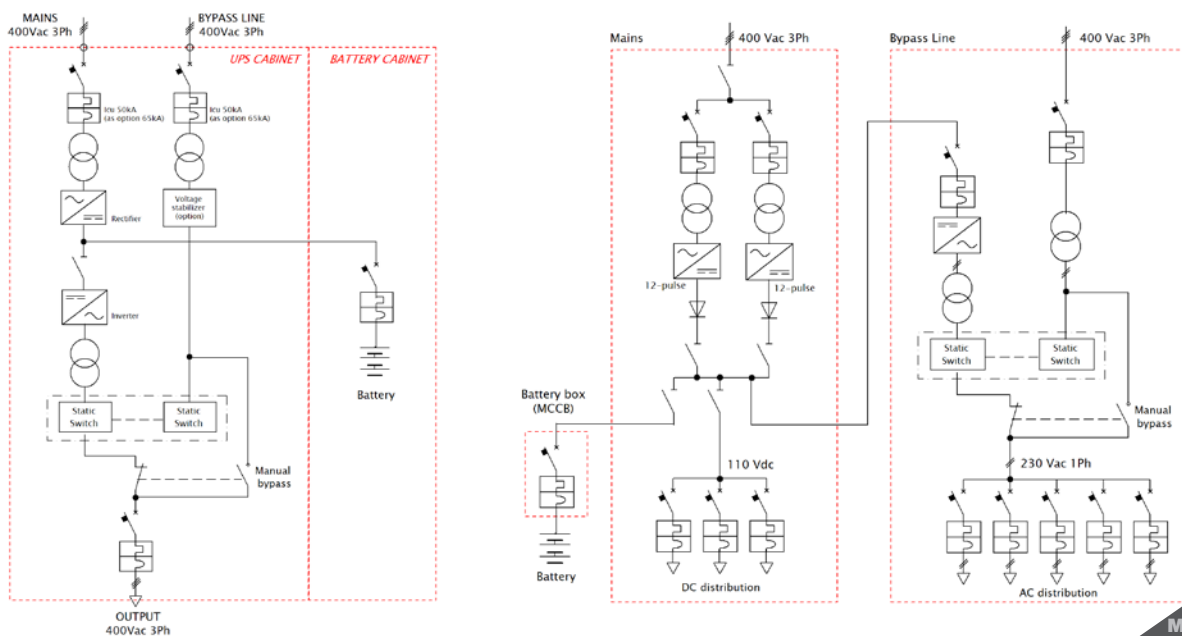 MAINS
400Vac 3Ph
BYPASS LINE
400Vac 3Ph
UPS CABINET
BATTERY CABINET
Icu 50kA
(as option 65kA)
Icu 50kA
(as option 65kA)
Rectifier
Voltage
stabilizer
(option)
Inverter
Battery
Static
Switch
Static
Switch
Manual
bypass
OUTPUT
400Vac 3Ph
Mains
400 Vac 3Ph
12-pulse
12-pulse
Battery box
(MCCB)
Battery
110 Vdc
DC distribution
Bypass Line
400 Vac 3Ph
Static
Switch
Static
Switch
Manual
bypass
230 Vac 1Ph
AC distribution
M